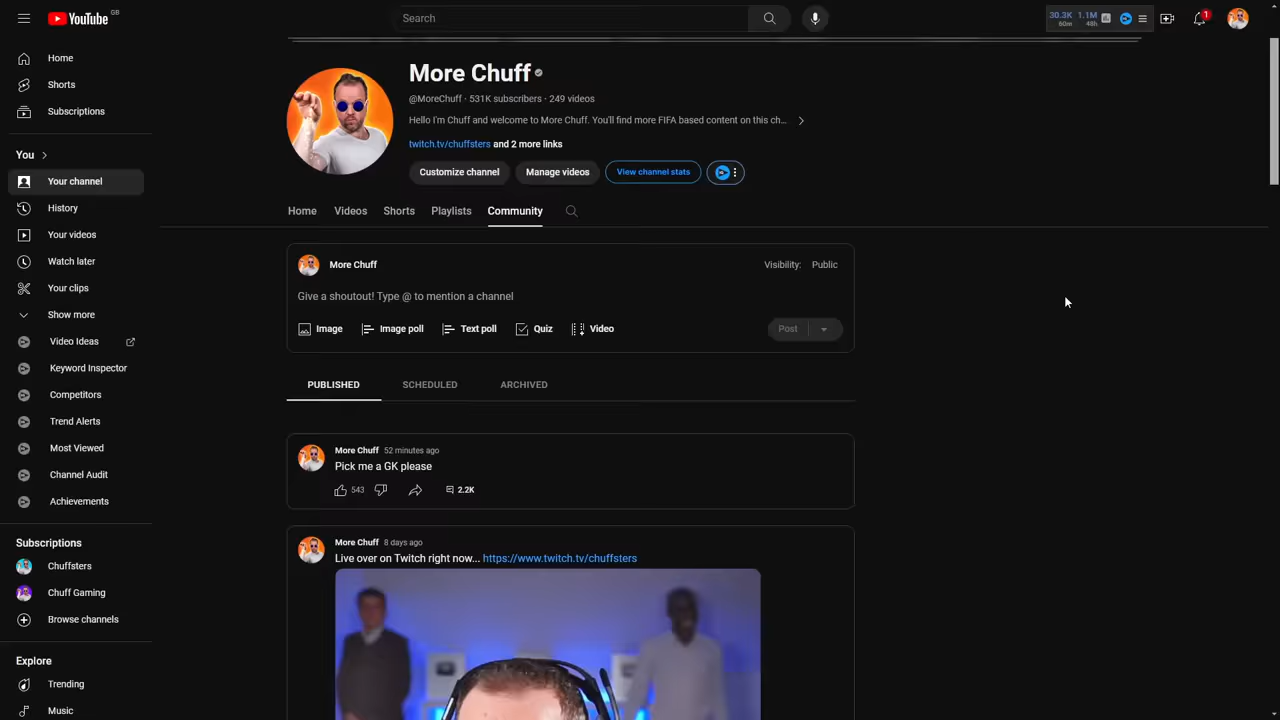 YouTube GB
Search
30.3K 60m 1.1M 48h
1
Home
Shorts
Subscriptions
You
Your channel
History
Your videos
Watch later
Your clips
Show more
Video Ideas
Keyword Inspector
Competitors
Trend Alerts
Most Viewed
Channel Audit
Achievements
Subscriptions
Chuffsters
Chuff Gaming
Browse channels
Explore
Trending
Music
More Chuff
@MoreChuff · 531K subscribers · 249 videos
Hello I'm Chuff and welcome to More Chuff. You'll find more FIFA based content on this ch...
twitch.tv/chuffsters and 2 more links
Customize channel Manage videos View channel stats
Home Videos Shorts Playlists Community
More Chuff Visibility: Public
Give a shoutout! Type @ to mention a channel
Image Image poll Text poll Quiz Video Post
PUBLISHED SCHEDULED ARCHIVED
More Chuff 52 minutes ago
Pick me a GK please
543 2.2K
More Chuff 8 days ago
Live over on Twitch right now... https://www.twitch.tv/chuffsters